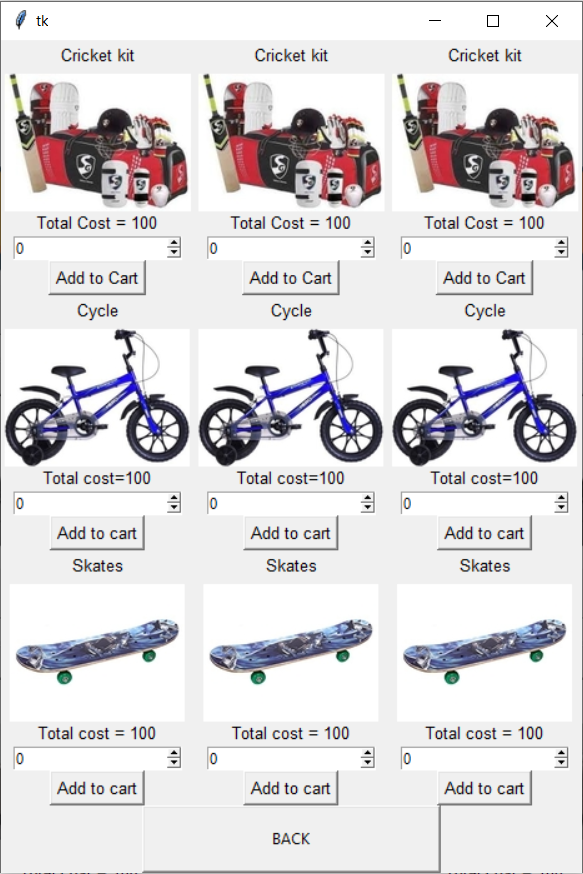 tk
Cricket kit Cricket kit Cricket kit
Total Cost = 100 Total Cost = 100 Total Cost = 100
0 0 0
Add to Cart Add to Cart Add to Cart
Cycle Cycle Cycle
Total cost=100 Total cost=100 Total cost=100
0 0 0
Add to cart Add to cart Add to cart
Skates Skates Skates
Total cost = 100 Total cost = 100 Total cost = 100
0 0 0
Add to cart Add to cart Add to cart
BACK